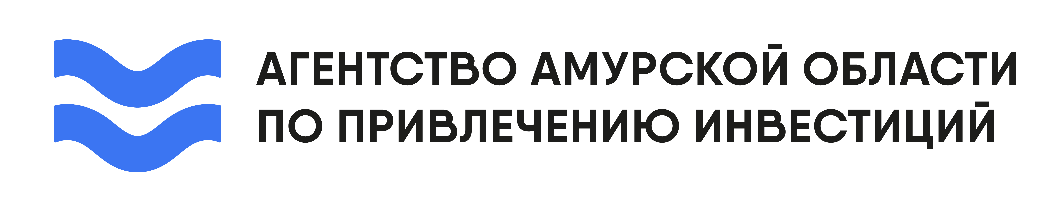 АГЕНТСТВО АМУРСКОЙ ОБЛАСТИ
ПО ПРИВЛЕЧЕНИЮ ИНВЕСТИЦИЙ